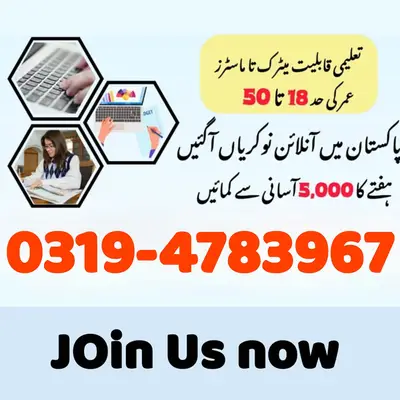 تعلیمی قابلیت میٹرک تا ماسٹرز
عمر کی حد 18 تا 50
پاکستان میں آنلائن نوکریاں آگئیں
ہفتے کا 5,000 آسانی سے کمائیں
0319-4783967
JOin Us now